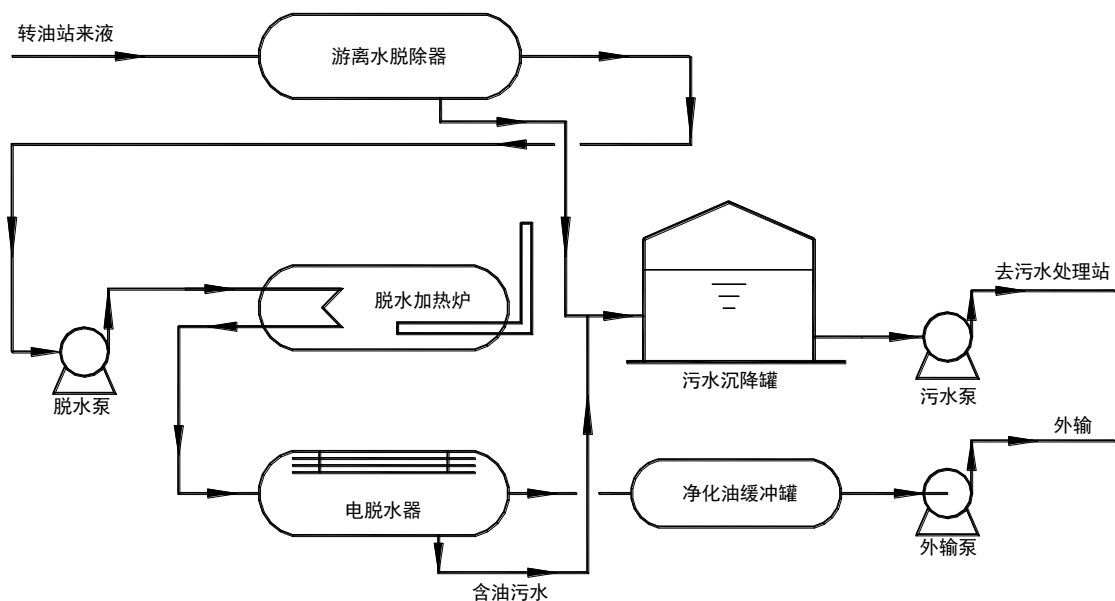 转油站来液
游离水脱除器
脱水加热炉
去污水处理站
脱水泵
污水沉降罐
污水泵
外输
电脱水器
净化油缓冲罐
外输泵
含油污水